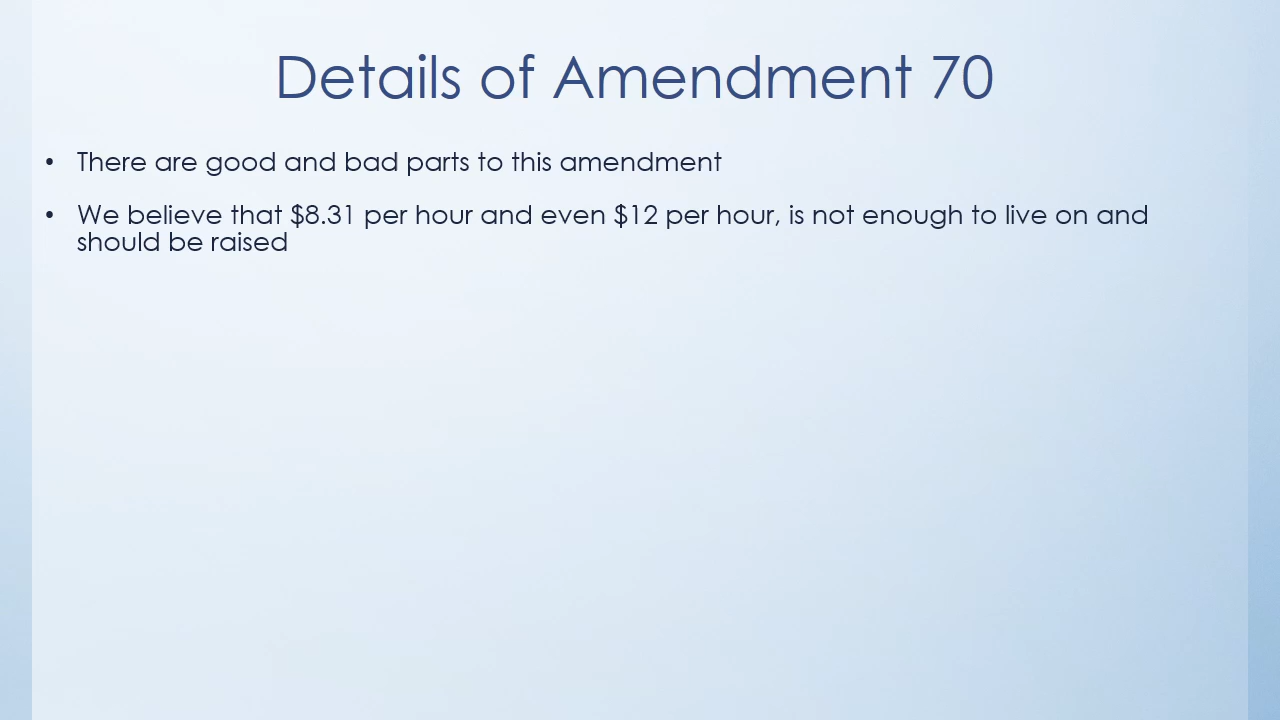 Details of Amendment 70
• There are good and bad parts to this amendment
• We believe that $8.31 per hour and even $12 per hour, is not enough to live on and
should be raised